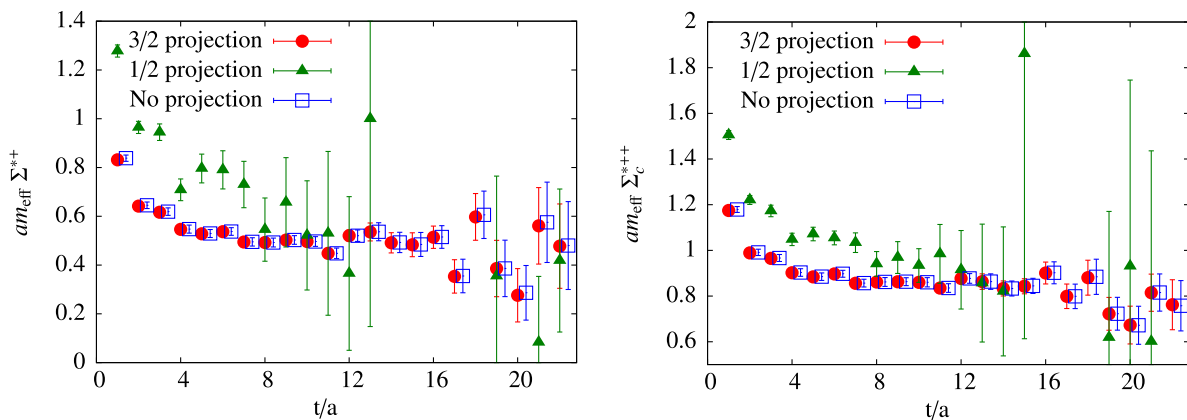 1.4
1.2
1
0.8
0.6
0.4
0.2
0
0 4 8 12 16 20
t/a
am_eff Σ*+
3/2 projection
1/2 projection
No projection
2
1.8
1.6
1.4
1.2
1
0.8
0.6
0 4 8 12 16 20
t/a
am_eff Σ_c*++
3/2 projection
1/2 projection
No projection